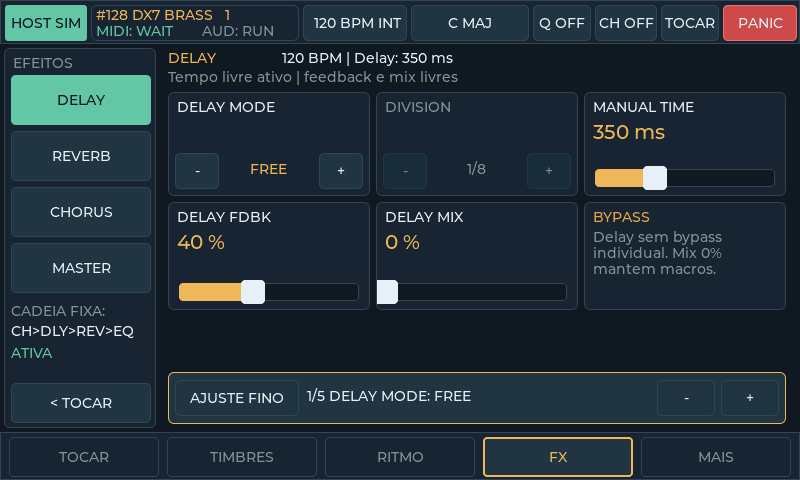 HOST SIM
#128 DX7 BRASS 1
MIDI: WAIT AUD: RUN
120 BPM INT
C MAJ
Q OFF
CH OFF
TOCAR
PANIC
EFEITOS
DELAY
REVERB
CHORUS
MASTER
CADEIA FIXA:
CH>DLY>REV>EQ
ATIVA
< TOCAR
DELAY 120 BPM | Delay: 350 ms
Tempo livre ativo | feedback e mix livres
DELAY MODE
- FREE +
DIVISION
- 1/8 +
MANUAL TIME
350 ms
DELAY FDBK
40 %
DELAY MIX
0 %
BYPASS
Delay sem bypass
individual. Mix 0%
mantem macros.
AJUSTE FINO 1/5 DELAY MODE: FREE - +
TOCAR
TIMBRES
RITMO
FX
MAIS